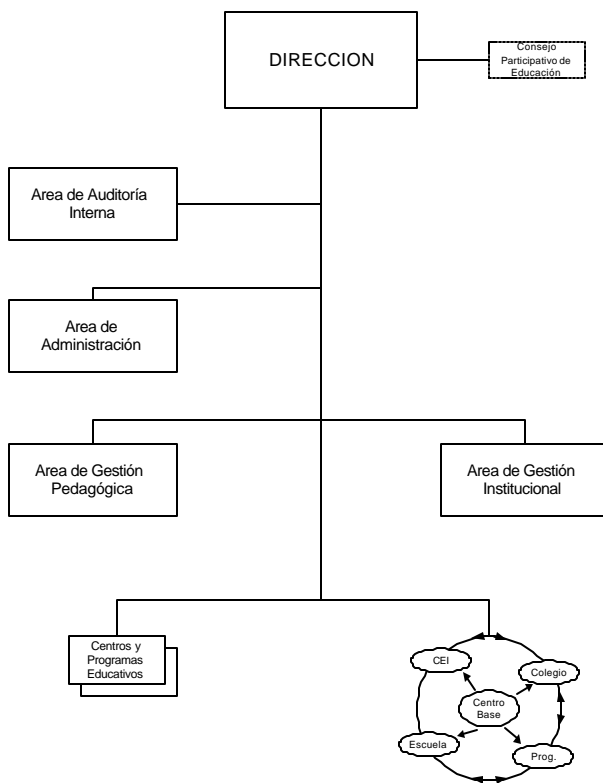 DIRECCION
Consejo
Participativo de
Educación
Area de Auditoría
Interna
Area de
Administración
Area de Gestión
Pedagógica
Area de Gestión
Institucional
Centros y
Programas
Educativos
CEI
Colegio
Centro
Base
Escuela
Prog.